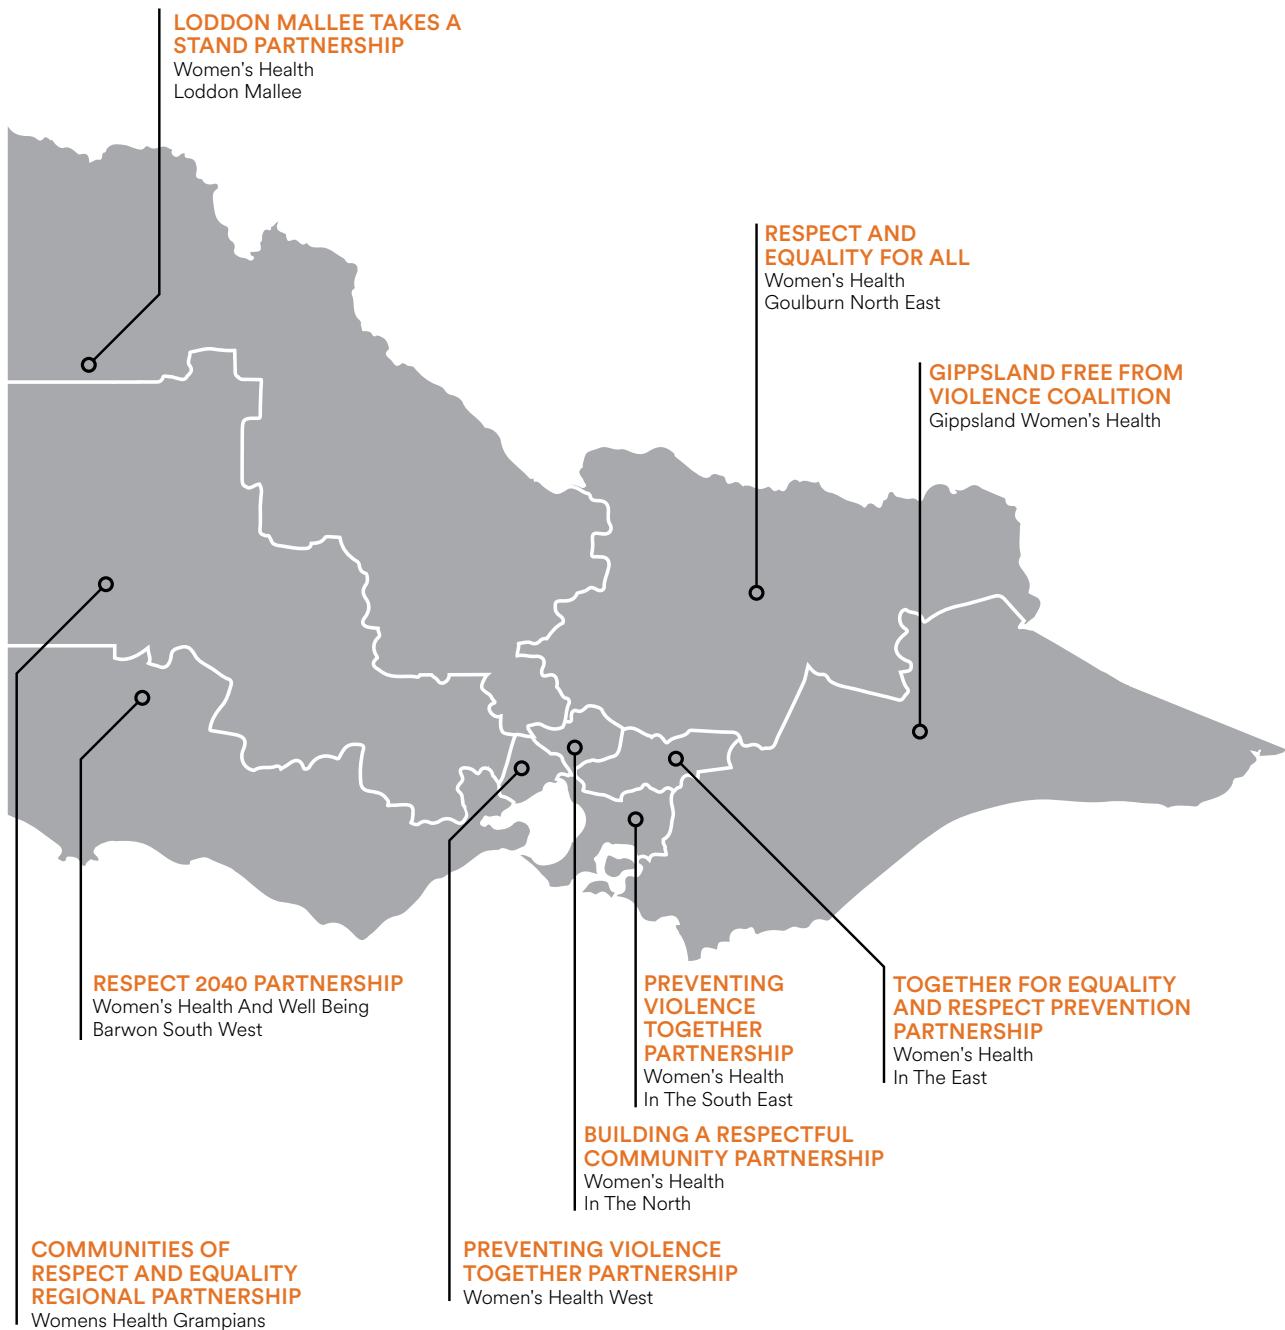 LODDON MALLEE TAKES A
STAND PARTNERSHIP
Women's Health
Loddon Mallee
RESPECT AND
EQUALITY FOR ALL
Women's Health
Goulburn North East
GIPPSLAND FREE FROM
VIOLENCE COALITION
Gippsland Women's Health
RESPECT 2040 PARTNERSHIP
Women's Health And Well Being
Barwon South West
PREVENTING
VIOLENCE
TOGETHER
PARTNERSHIP
Women's Health
In The South East
TOGETHER FOR EQUALITY
AND RESPECT PREVENTION
PARTNERSHIP
Women's Health
In The East
BUILDING A RESPECTFUL
COMMUNITY PARTNERSHIP
Women's Health
In The North
COMMUNITIES OF
RESPECT AND EQUALITY
REGIONAL PARTNERSHIP
Womens Health Grampians
PREVENTING VIOLENCE
TOGETHER PARTNERSHIP
Women's Health West